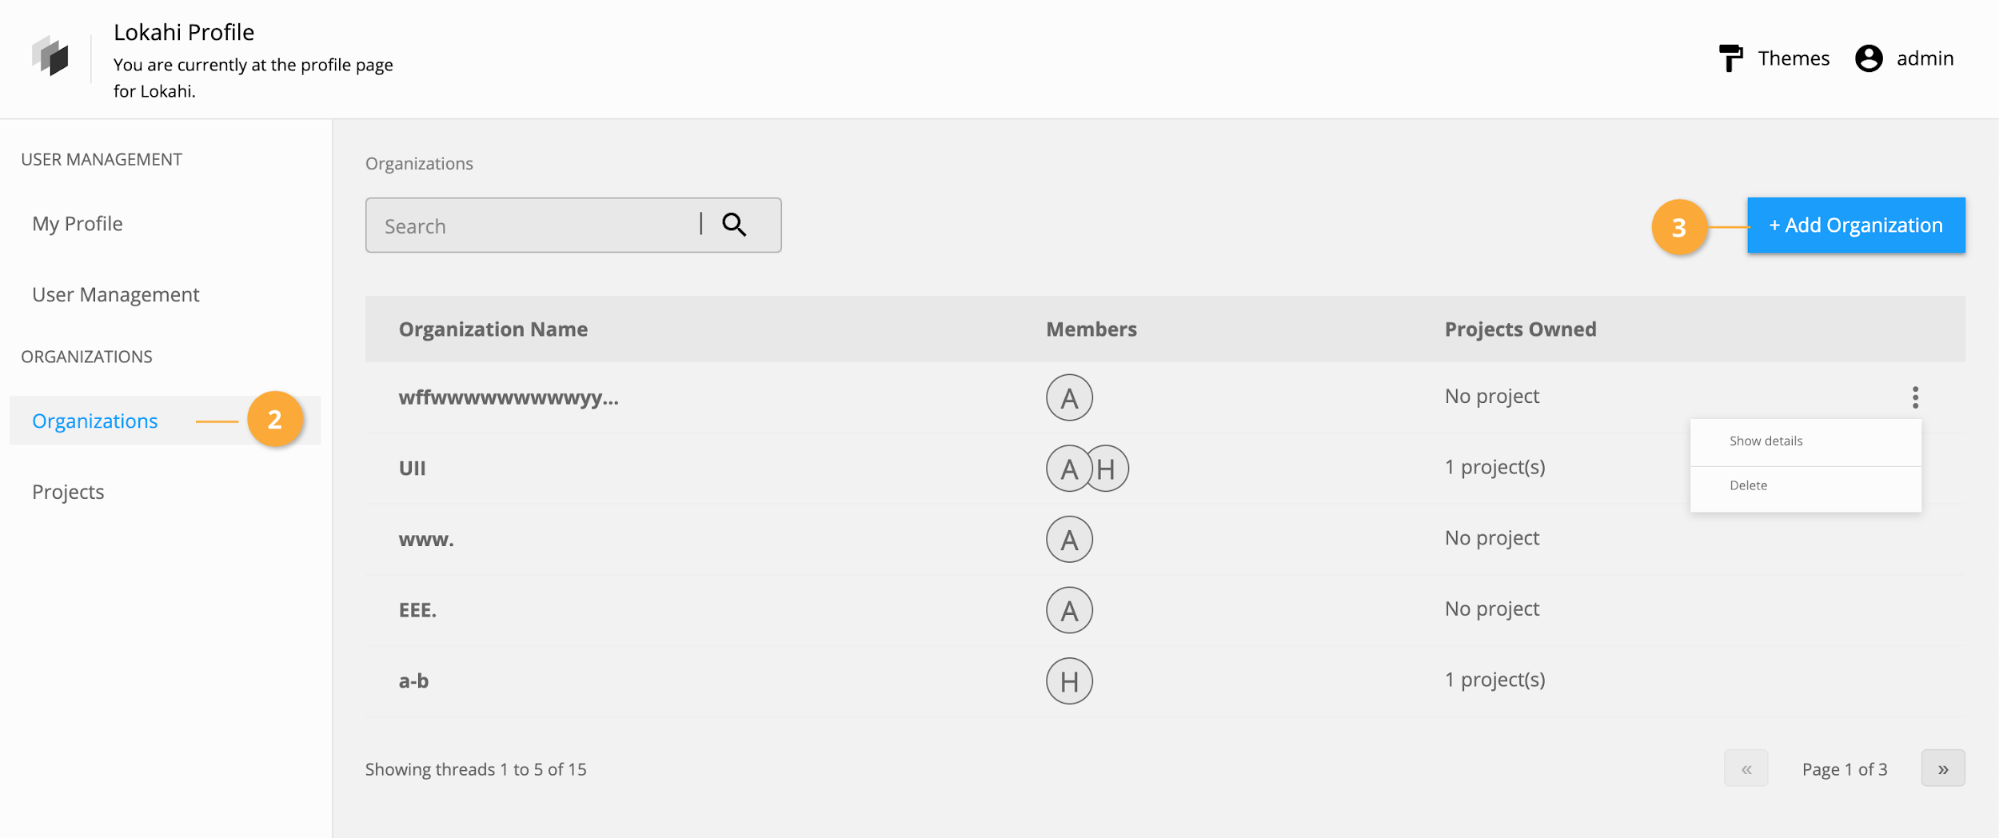 Lokahi Profile
You are currently at the profile page
for Lokahi.
Themes
admin
USER MANAGEMENT
My Profile
User Management
ORGANIZATIONS
Organizations
2
Projects
Organizations
Search
3
+ Add Organization
Organization Name Members Projects Owned
wffwwwwwwwwwyy... A No project
Show details
UII A H 1 project(s)
Delete
www. A No project
EEE. A No project
a-b H 1 project(s)
Showing threads 1 to 5 of 15
« Page 1 of 3 »